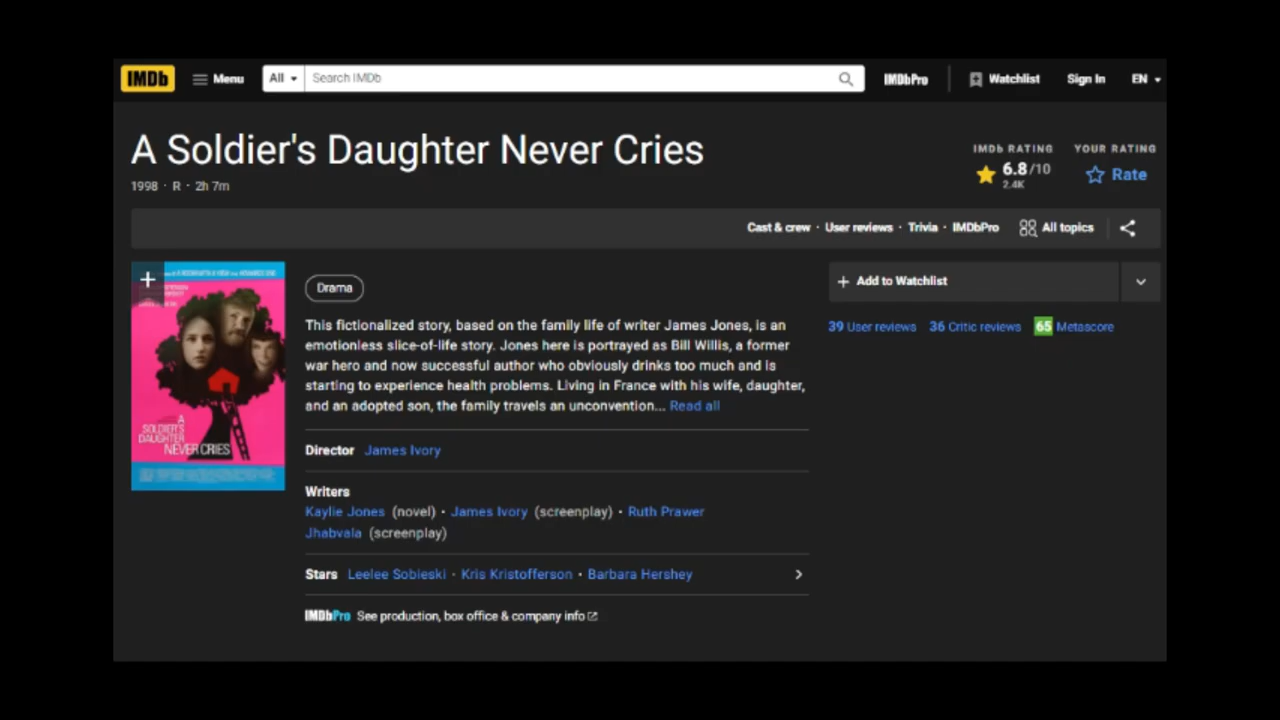 IMDb Menu All Search IMDb IMDbPro Watchlist Sign In EN
A Soldier's Daughter Never Cries
1998 · R · 2h 7m
IMDb RATING YOUR RATING
6.8/10 Rate
2.4K
Cast & crew · User reviews · Trivia · IMDbPro All topics
A
SOLDIER'S
DAUGHTER
NEVER CRIES
Drama
This fictionalized story, based on the family life of writer James Jones, is an
emotionless slice-of-life story. Jones here is portrayed as Bill Willis, a former
war hero and now successful author who obviously drinks too much and is
starting to experience health problems. Living in France with his wife, daughter,
and an adopted son, the family travels an unconvention... Read all
Director James Ivory
Writers
Kaylie Jones (novel) · James Ivory (screenplay) · Ruth Prawer
Jhabvala (screenplay)
Stars Leelee Sobieski · Kris Kristofferson · Barbara Hershey
IMDbPro See production, box office & company info
+ Add to Watchlist
39 User reviews 36 Critic reviews 65 Metascore